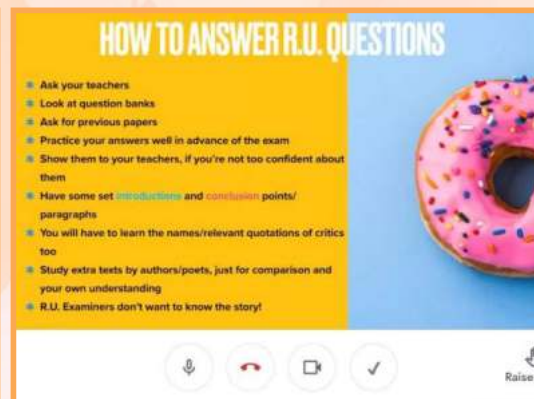 HOW TO ANSWER R.U. QUESTIONS
Ask your teachers
Look at question banks
Ask for previous papers
Practice your answers well in advance of the exam
Show them to your teachers, if you're not too confident about
them
Have some set introductions and conclusion points/
paragraphs
You will have to learn the names/relevant quotations of critics
too
Study extra texts by authors/poets, just for comparison and
your own understanding
R.U. Examiners don't want to know the story!
Raise